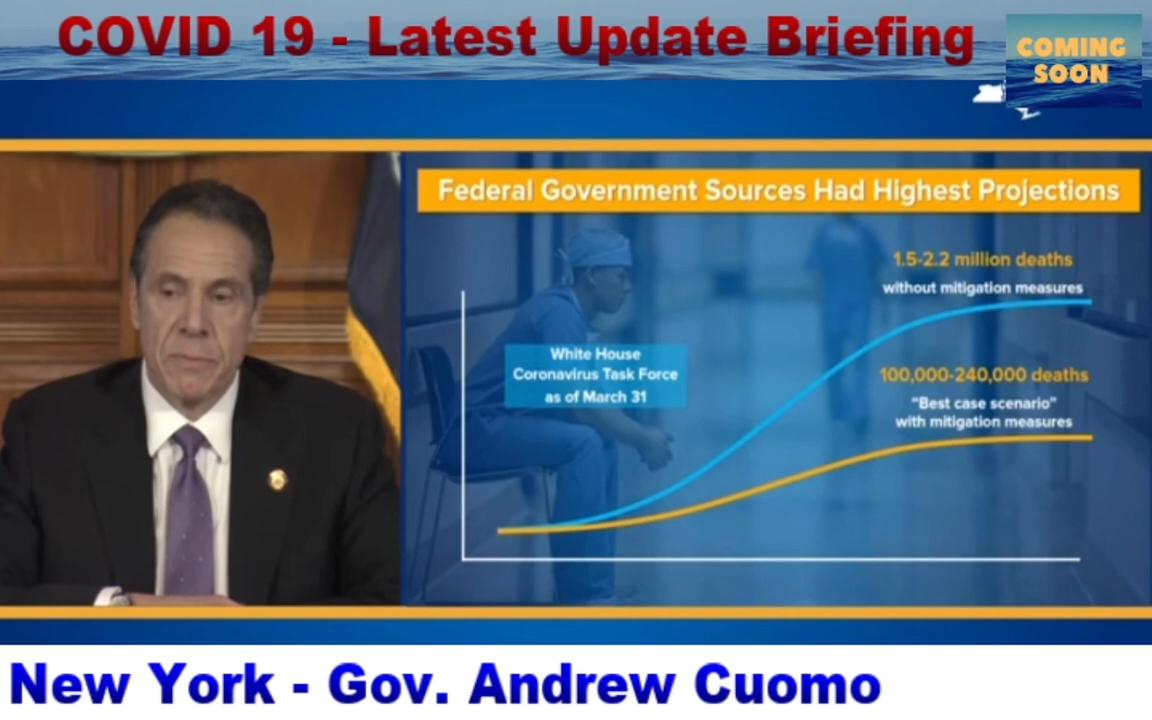 COVID 19 - Latest Update Briefing
COMING
SOON
Federal Government Sources Had Highest Projections
1.5-2.2 million deaths
without mitigation measures
White House
Coronavirus Task Force
as of March 31
100,000-240,000 deaths
"Best case scenario"
with mitigation measures
New York - Gov. Andrew Cuomo